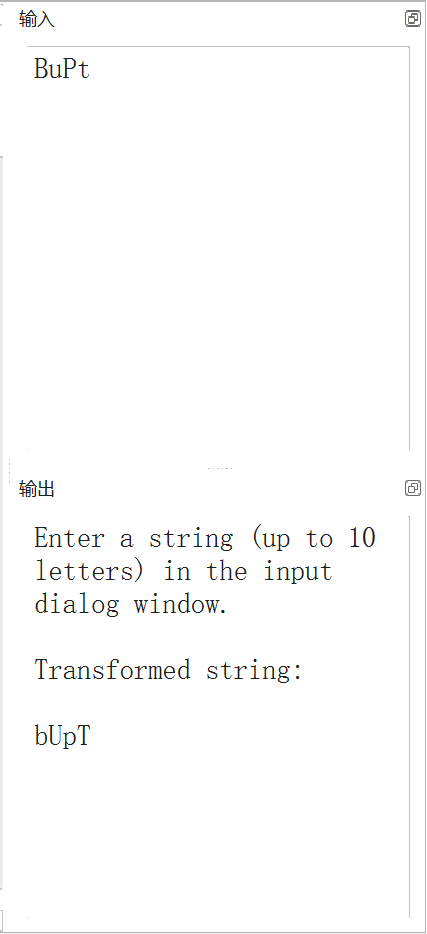 输入
BuPt
输出
Enter a string (up to 10
letters) in the input
dialog window.
Transformed string:
bUpT